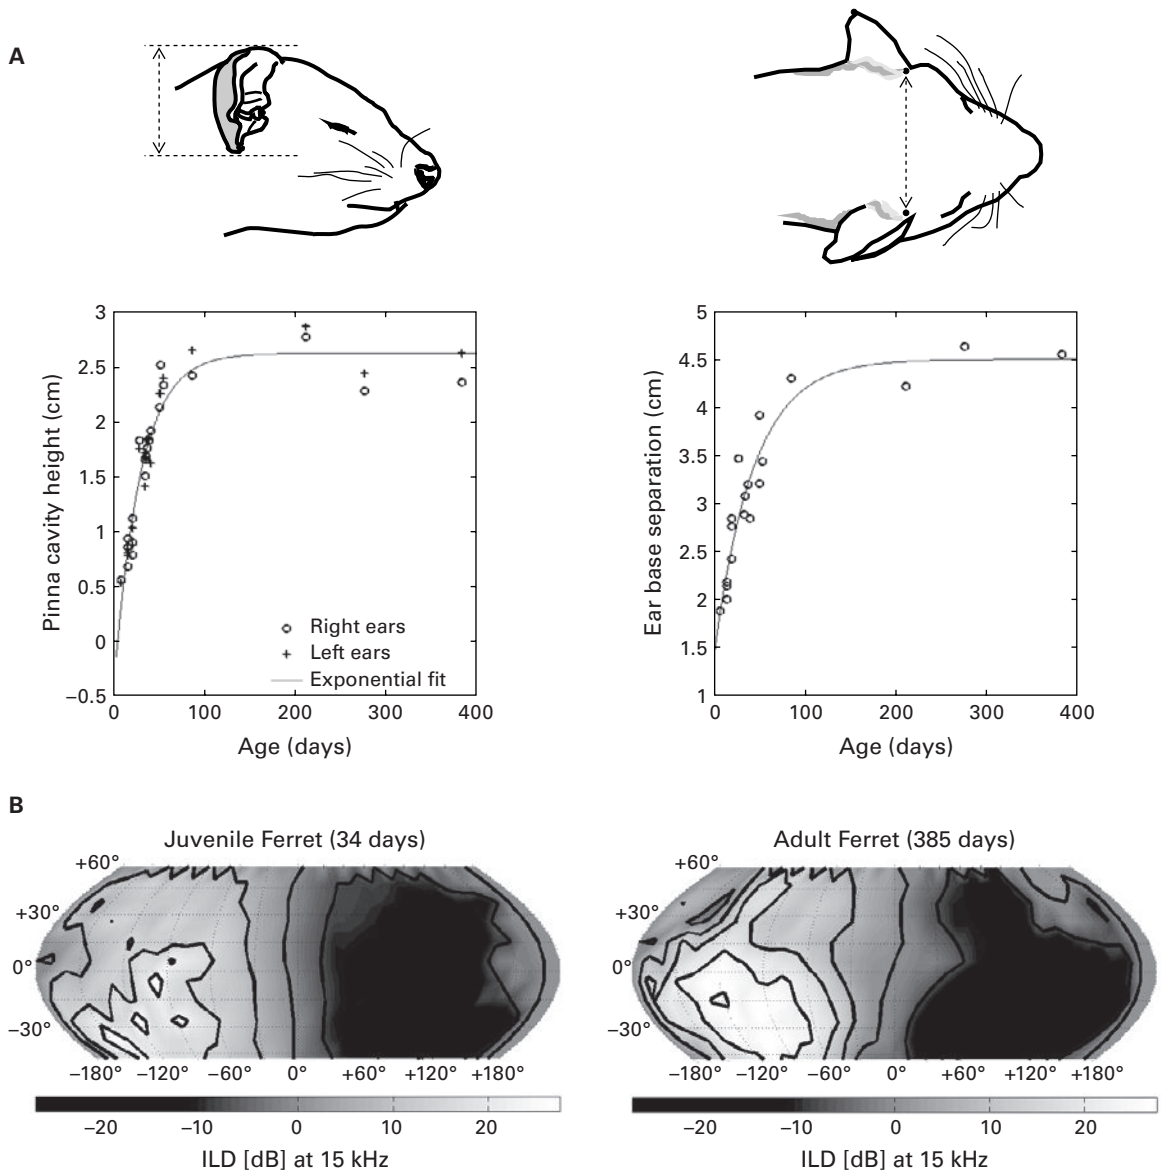 A
3
2.5
2
1.5
1
0.5
0
−0.5
Pinna cavity height (cm)
Right ears
Left ears
Exponential fit
0 100 200 300 400
Age (days)
5
4.5
4
3.5
3
2.5
2
1.5
1
Ear base separation (cm)
0 100 200 300 400
Age (days)
B
Juvenile Ferret (34 days)
+60°
+30°
0°
−30°
−180° −120° −60° 0° +60° +120° +180°
−20 −10 0 10 20
ILD [dB] at 15 kHz
Adult Ferret (385 days)
+60°
+30°
0°
−30°
−180° −120° −60° 0° +60° +120° +180°
−20 −10 0 10 20
ILD [dB] at 15 kHz